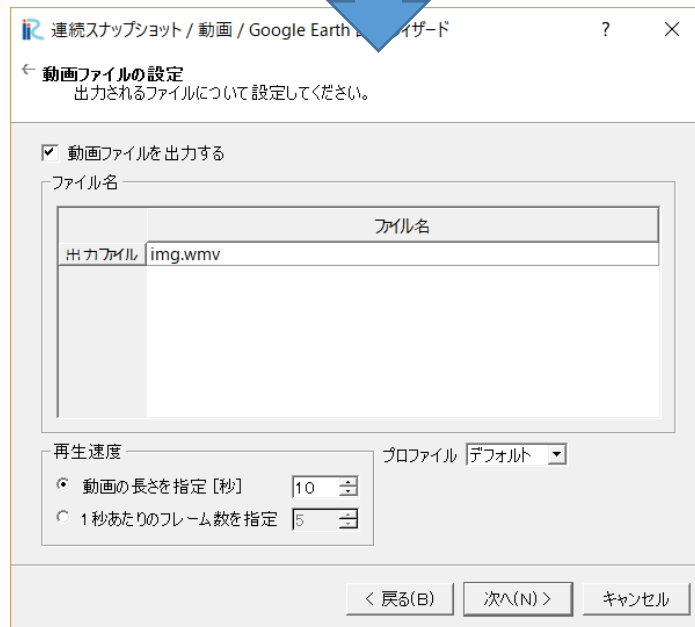 連続スナップショット / 動画 / Google Earth ィザード ? ×
← 動画ファイルの設定
出力されるファイルについて設定してください。
動画ファイルを出力する
ファイル名
ファイル名
出力ファイル img.wmv
再生速度
プロファイル デフォルト
動画の長さを指定 [秒] 10
1秒あたりのフレーム数を指定 5
< 戻る(B) 次へ(N) > キャンセル